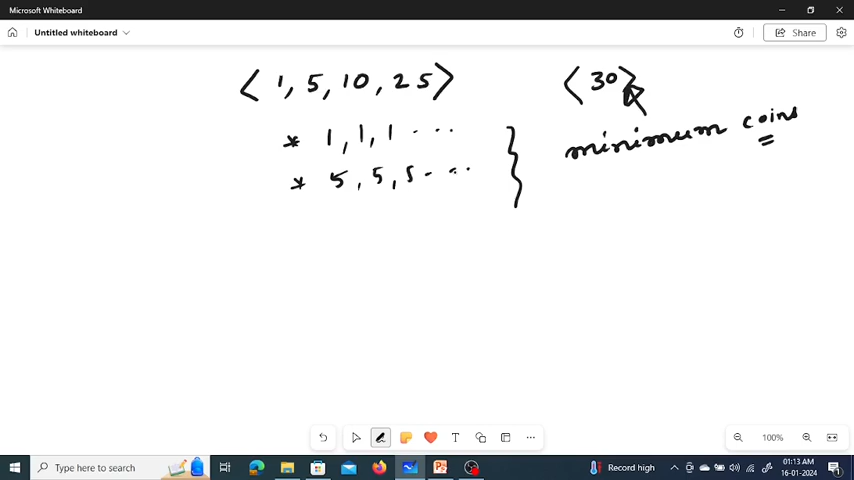 Microsoft Whiteboard
Untitled whiteboard
Share
<1, 5, 10, 25> <30>
* 1, 1, 1 ...
minimum coins
* 5, 5, 5 - ...
T
100%
Type here to search
Record high
01:13 AM
16-01-2024